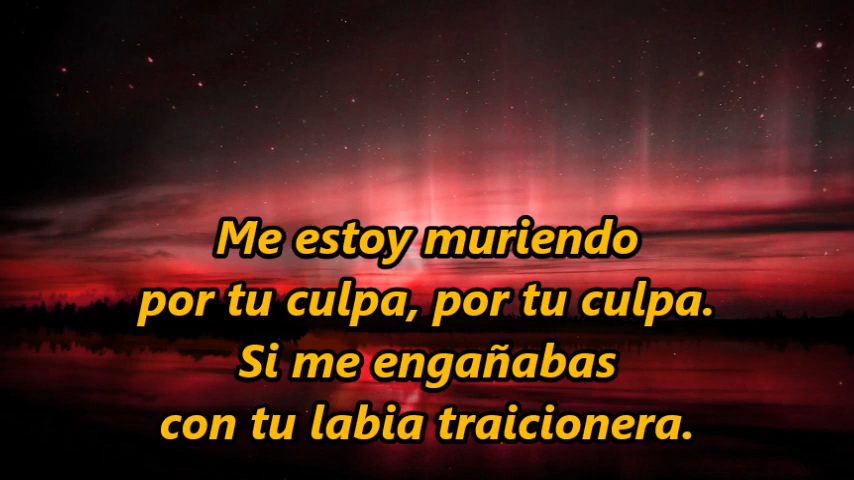 Me estoy muriendo
por tu culpa, por tu culpa.
Si me engañabas
con tu labia traicionera.